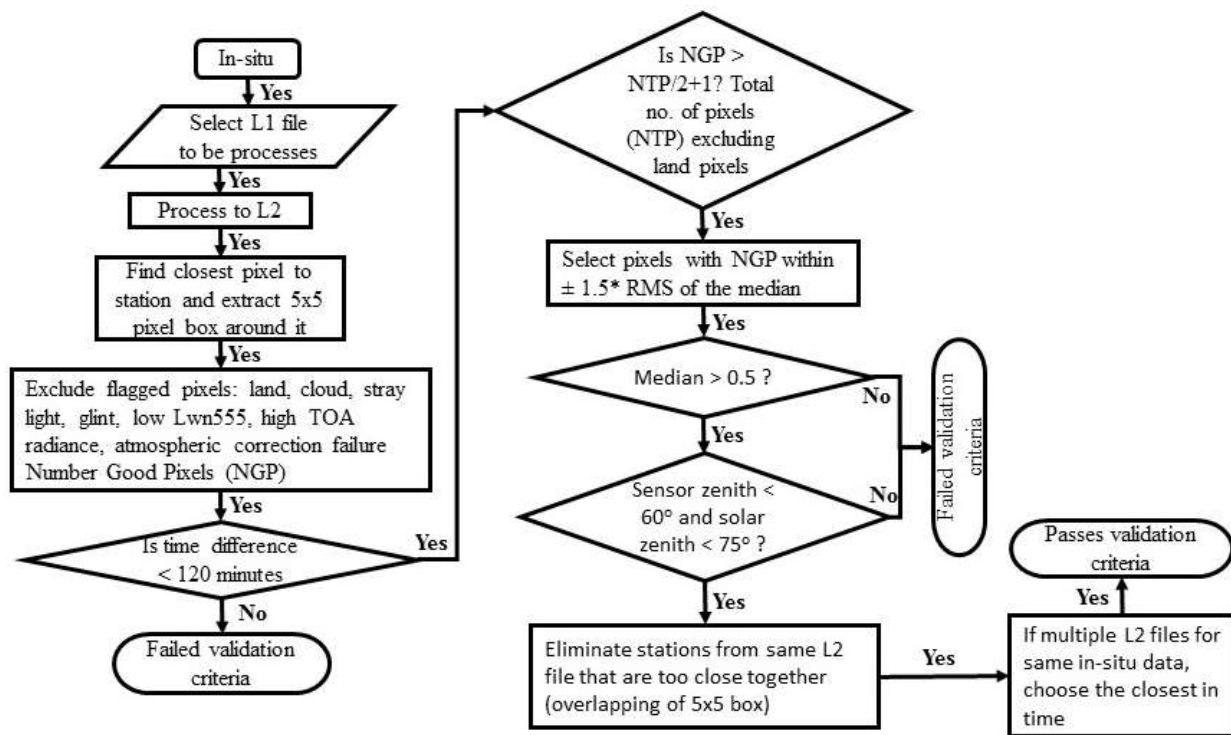 In-situ
Yes
Select L1 file
to be processes
Yes
Process to L2
Yes
Find closest pixel to
station and extract 5x5
pixel box around it
Yes
Exclude flagged pixels: land, cloud, stray
light, glint, low Lwn555, high TOA
radiance, atmospheric correction failure
Number Good Pixels (NGP)
Yes
Is time difference
< 120 minutes
Yes
No
Failed validation
criteria
Is NGP >
NTP/2+1? Total
no. of pixels
(NTP) excluding
land pixels
Yes
Select pixels with NGP within
± 1.5* RMS of the median
Yes
Median > 0.5 ?
No
Yes
Sensor zenith <
60° and solar
zenith < 75° ?
No
Failed validation
criteria
Yes
Eliminate stations from same L2
file that are too close together
(overlapping of 5x5 box)
Yes
If multiple L2 files for
same in-situ data,
choose the closest in
time
Yes
Passes validation
criteria